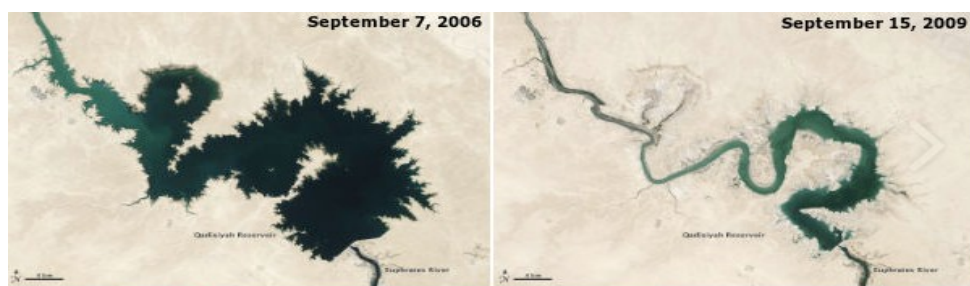 September 7, 2006
Qadisiyah Reservoir
Euphrates River
N
September 15, 2009
Qadisiyah Reservoir
Euphrates River
N